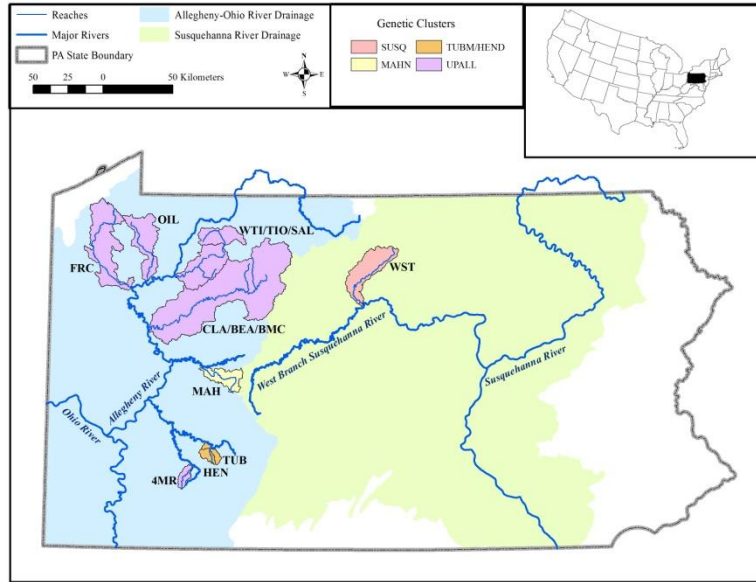 Reaches
Major Rivers
PA State Boundary
50 25 0 50 Kilometers
Allegheny-Ohio River Drainage
Susquehanna River Drainage
N
W E
S
Genetic Clusters
SUSQ
MAHN
TUBM/HEND
UPALL
OIL
WTI/TIO/SAL
FRC
WST
CLA/BEA/BMC
West Branch Susquehanna River
Susquehanna River
MAH
Allegheny River
Ohio River
TUB
HEN
4MR